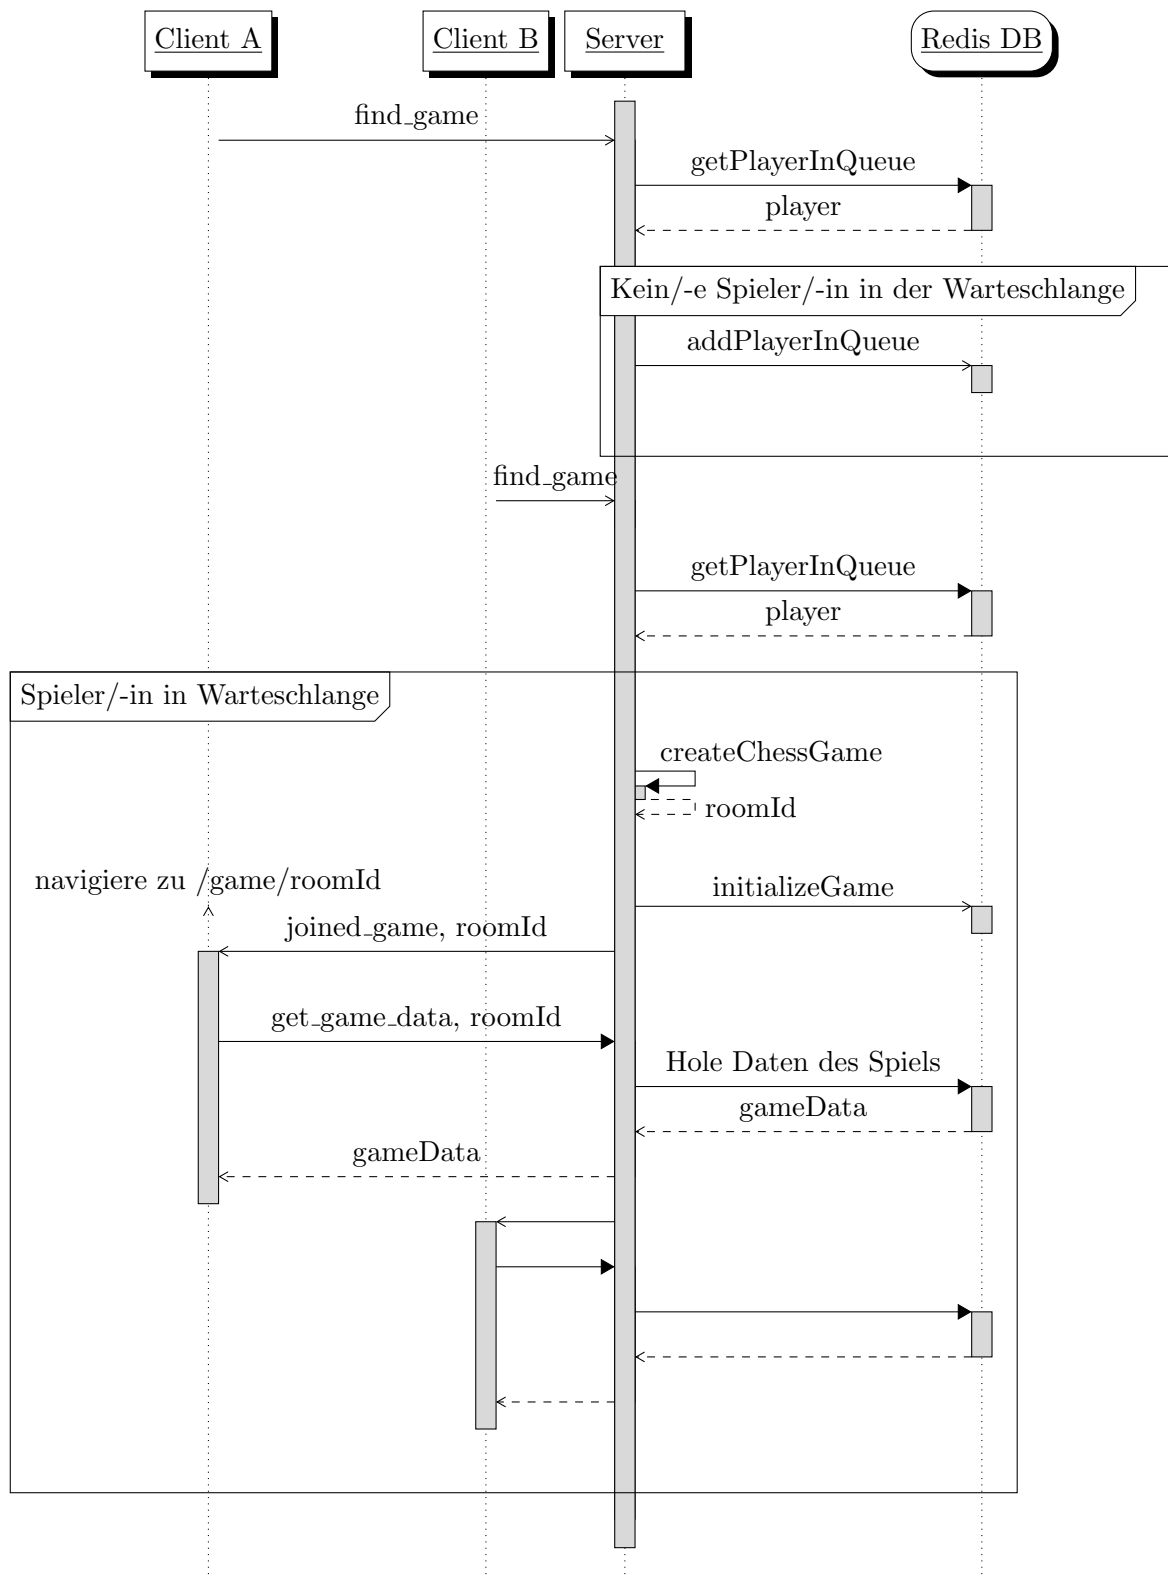 Client A
Client B
Server
Redis DB
find_game
getPlayerInQueue
player
Kein/-e Spieler/-in in der Warteschlange
addPlayerInQueue
find_game
getPlayerInQueue
player
Spieler/-in in Warteschlange
createChessGame
roomId
navigiere zu /game/roomId
initializeGame
joined_game, roomId
get_game_data, roomId
Hole Daten des Spiels
gameData
gameData